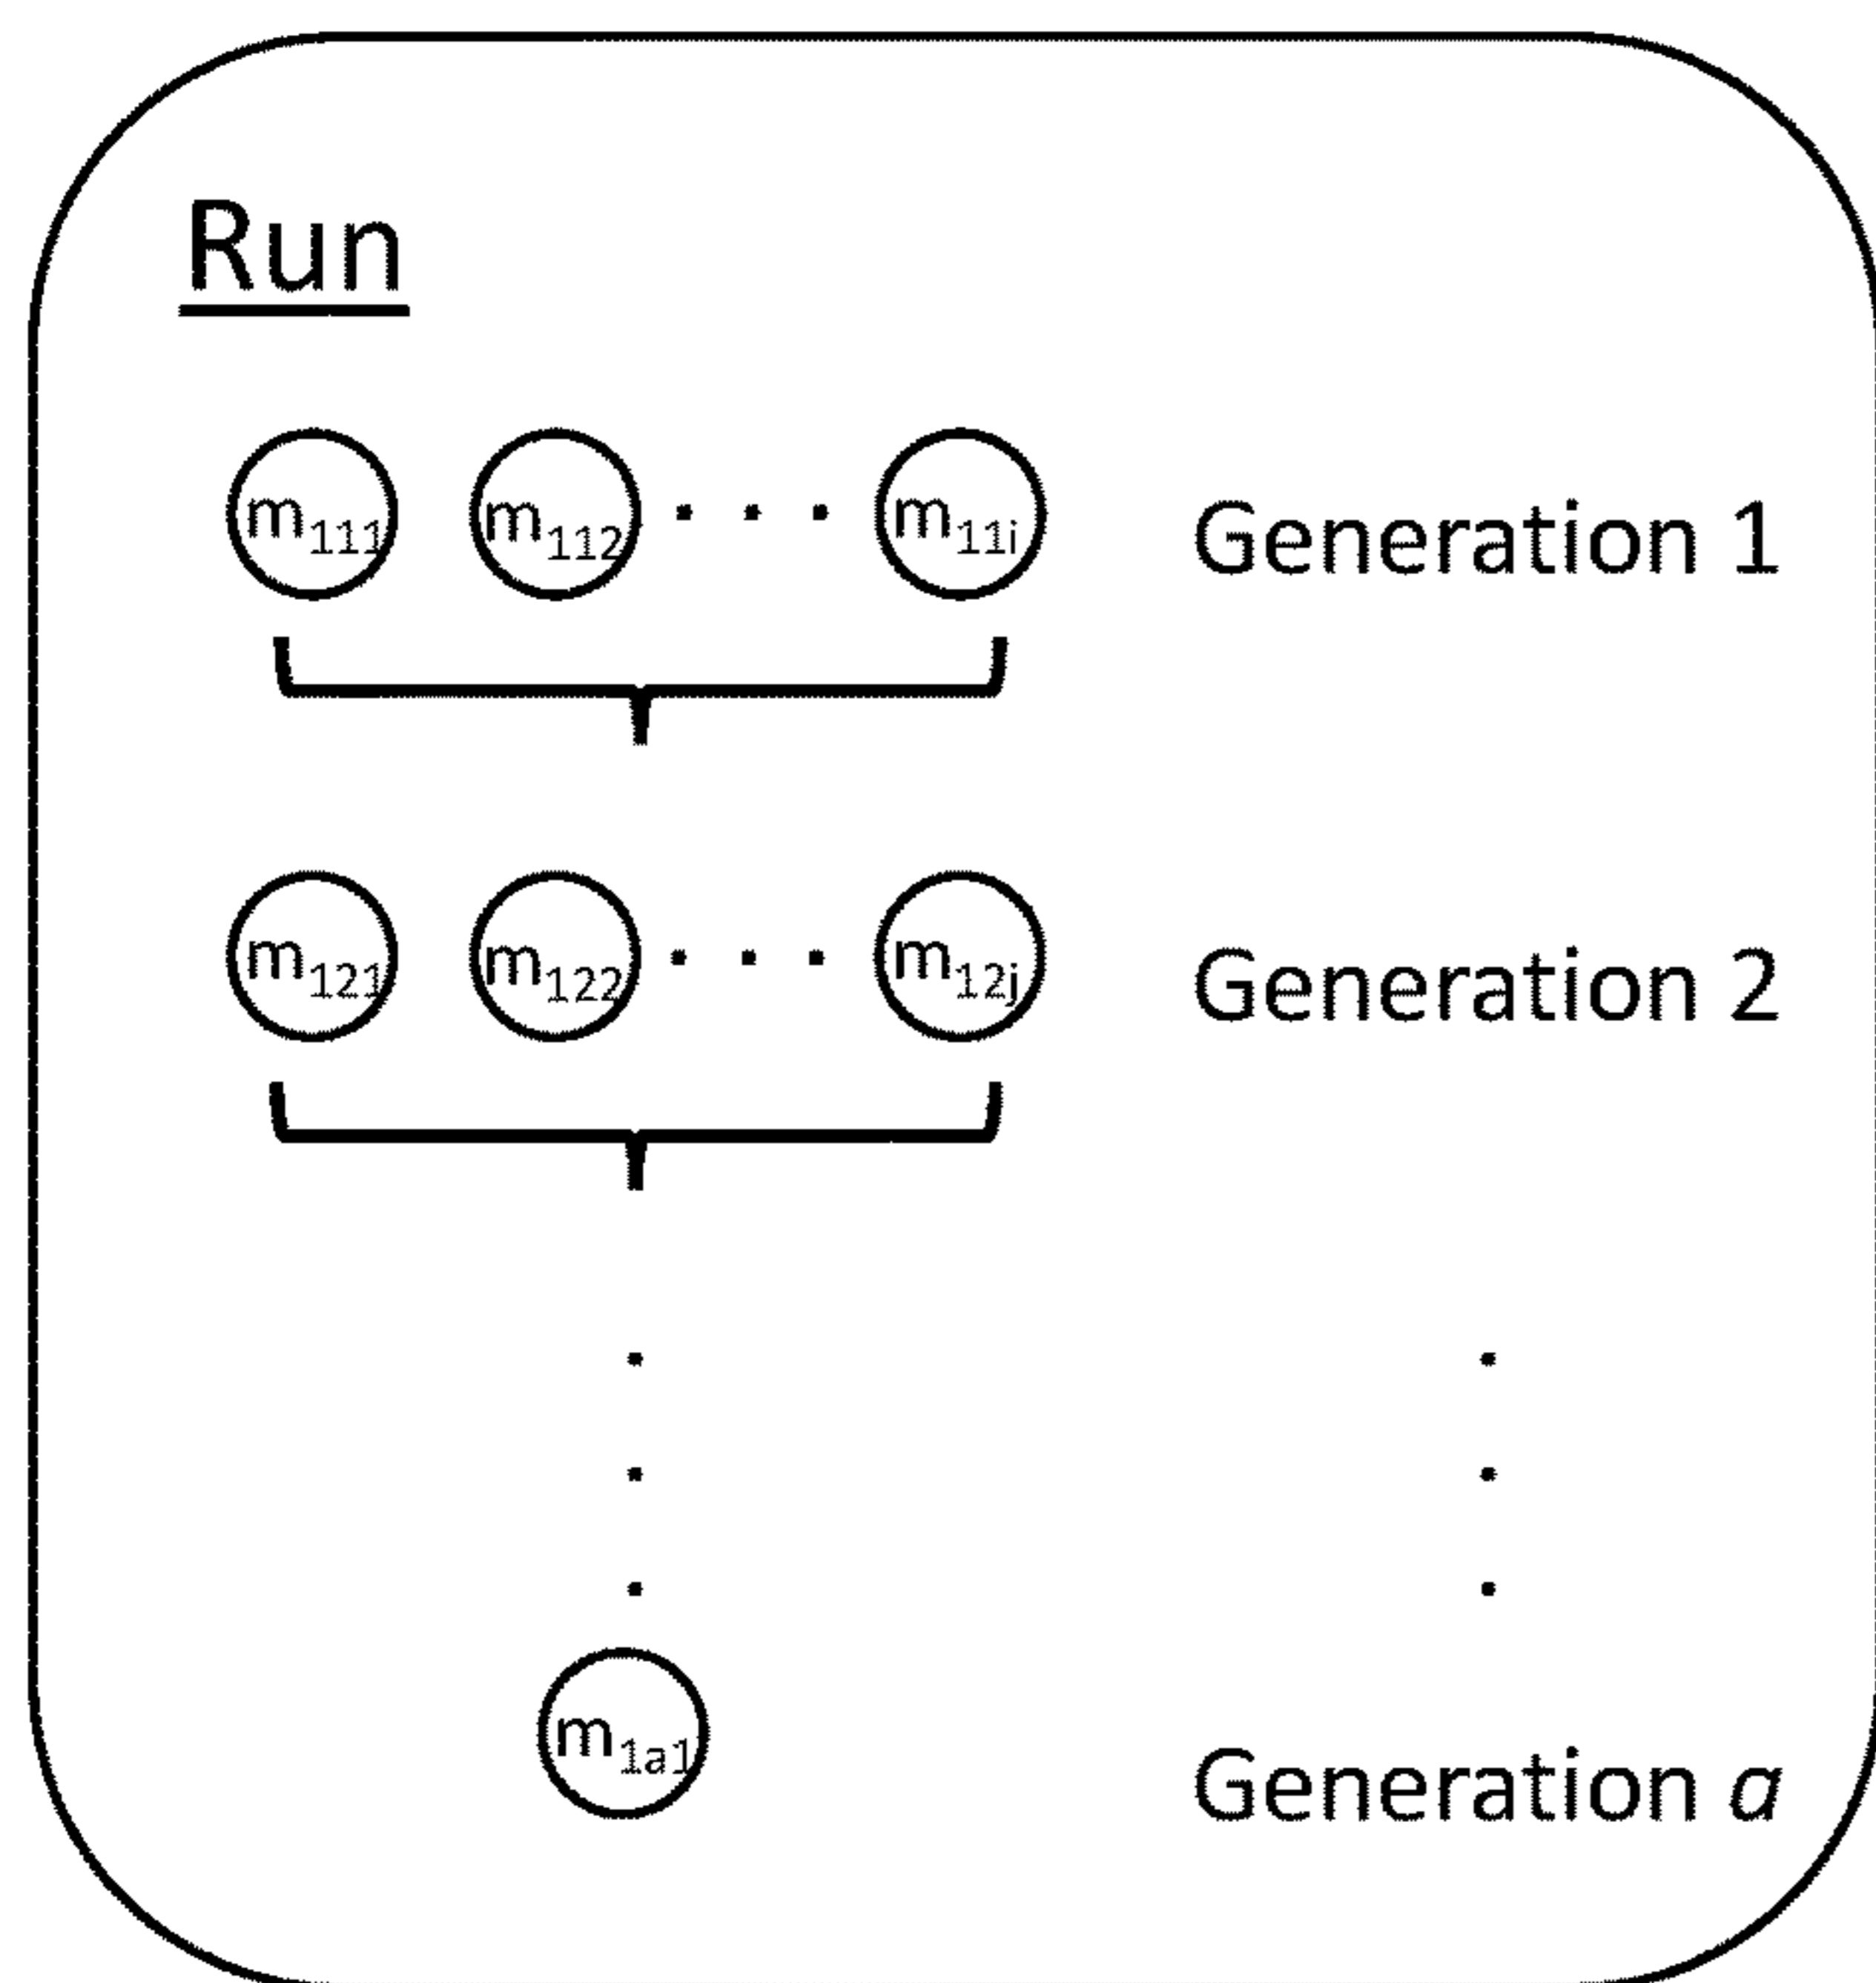 Run
m111 m112 . . . m11i Generation 1
m121 m122 . . . m12j Generation 2
m1a1 Generation a